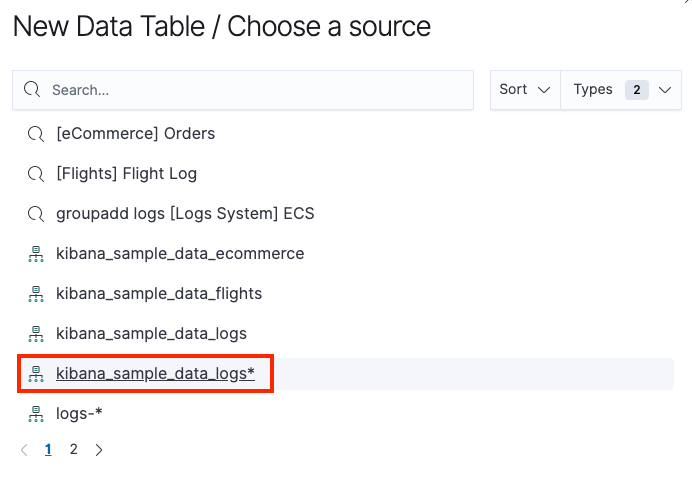 New Data Table / Choose a source
Search...
Sort
Types 2
[eCommerce] Orders
[Flights] Flight Log
groupadd logs [Logs System] ECS
kibana_sample_data_ecommerce
kibana_sample_data_flights
kibana_sample_data_logs
kibana_sample_data_logs*
logs-*
1 2